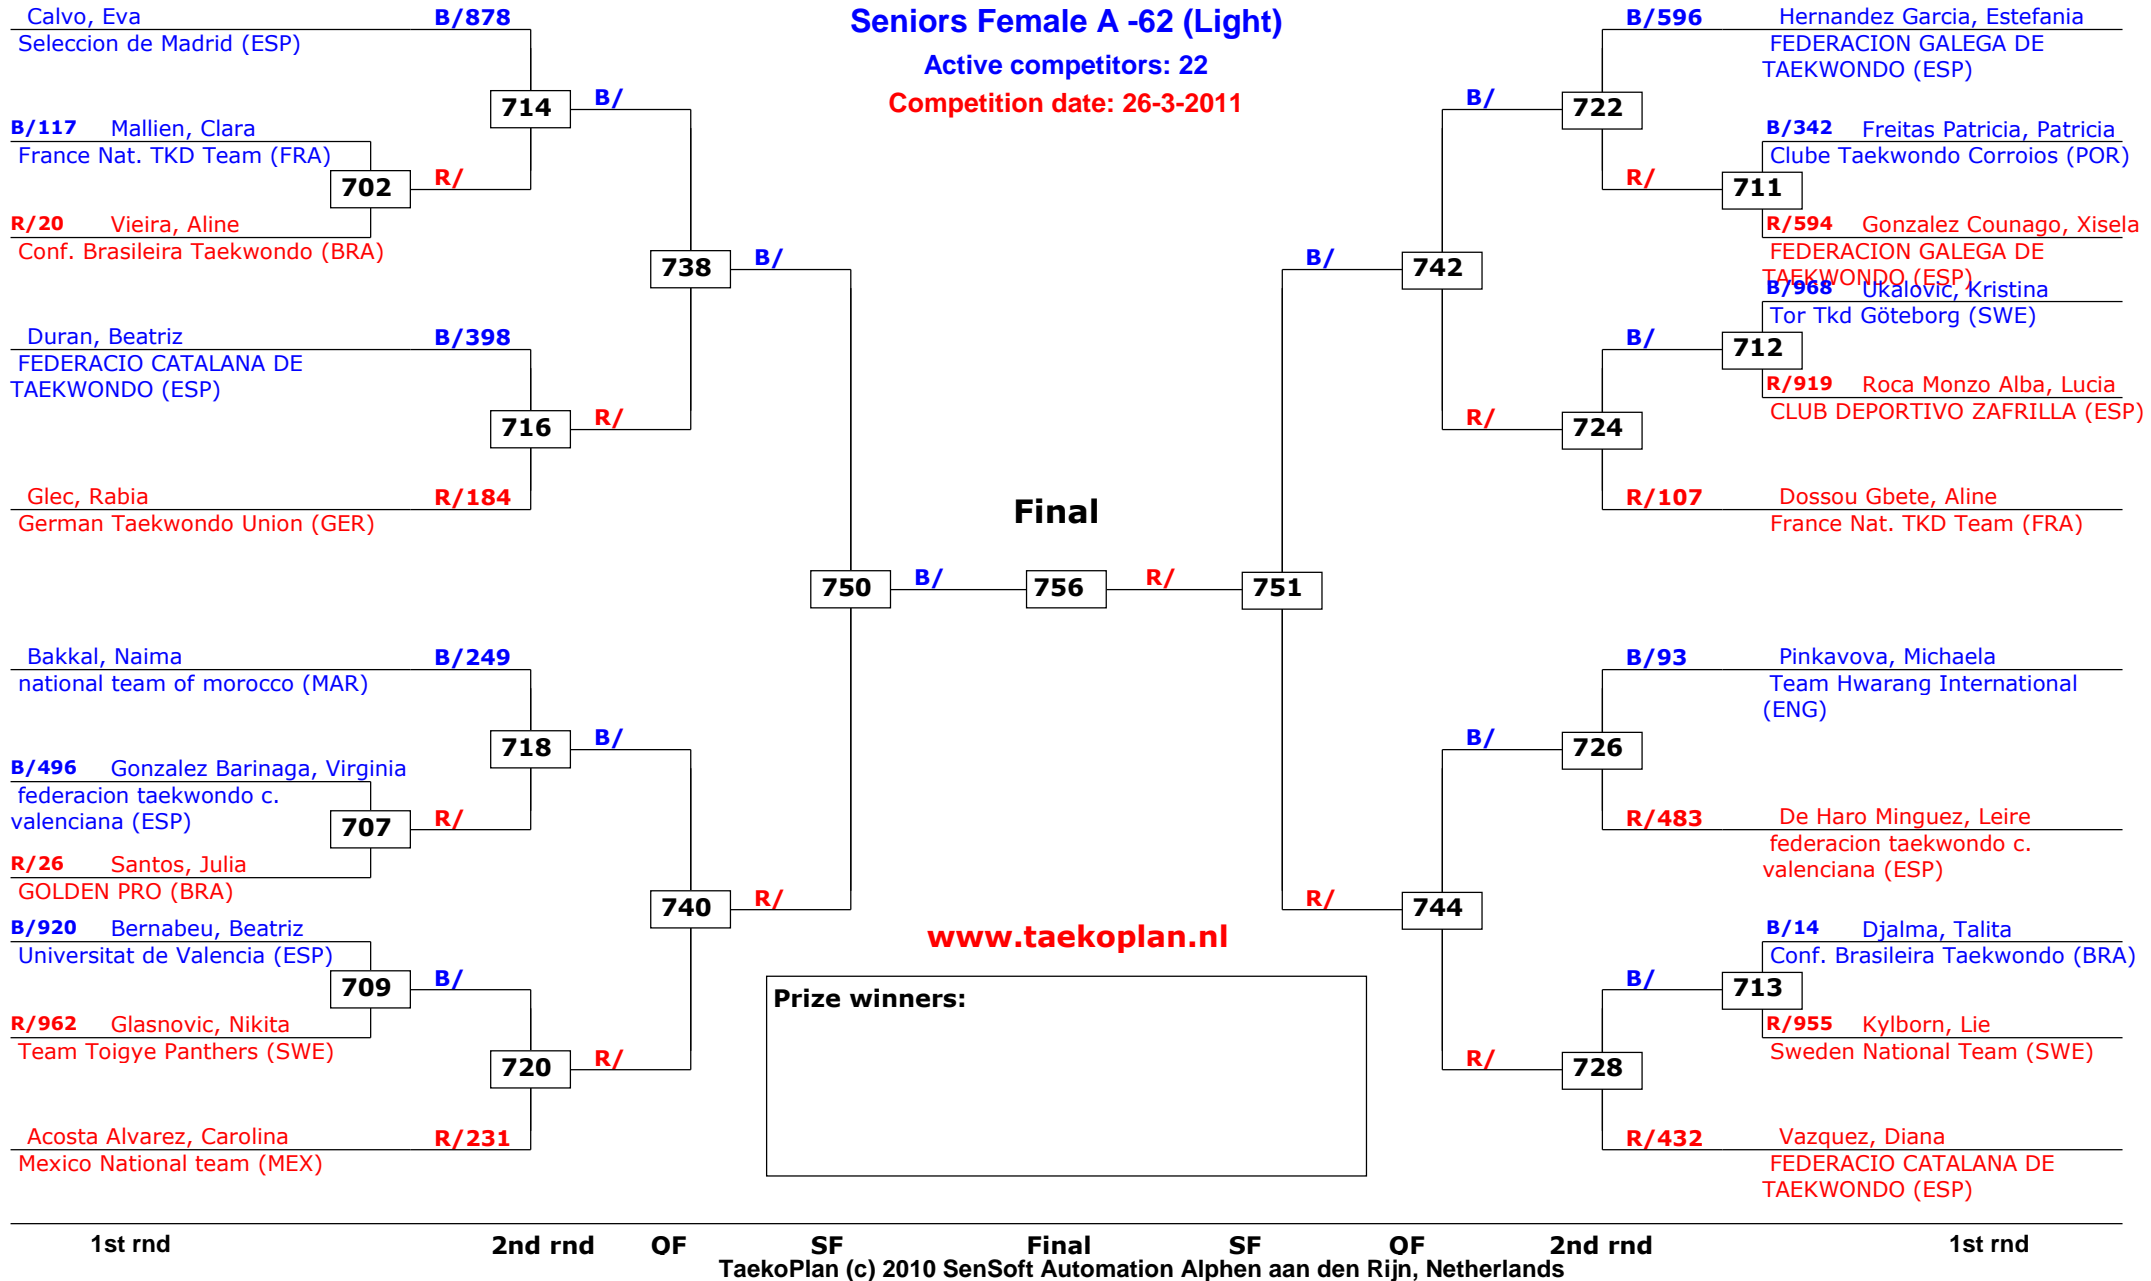 Seniors Female A -62 (Light)
Active competitors: 22
Competition date: 26-3-2011
Calvo, Eva B/878
Seleccion de Madrid (ESP)
714 B/
B/117 Mallien, Clara
France Nat. TKD Team (FRA)
702 R/
R/20 Vieira, Aline
Conf. Brasileira Taekwondo (BRA)
738 B/
Duran, Beatriz B/398
FEDERACIO CATALANA DE
TAEKWONDO (ESP)
716 R/
Glec, Rabia R/184
German Taekwondo Union (GER)
750 B/
Bakkal, Naima B/249
national team of morocco (MAR)
718 B/
B/496 Gonzalez Barinaga, Virginia
federacion taekwondo c.
valenciana (ESP)
707 R/
R/26 Santos, Julia
GOLDEN PRO (BRA)
740 R/
B/920 Bernabeu, Beatriz
Universitat de Valencia (ESP)
709 B/
R/962 Glasnovic, Nikita
Team Toigye Panthers (SWE)
720 R/
Acosta Alvarez, Carolina R/231
Mexico National team (MEX)
Final
756
B/596 Hernandez Garcia, Estefania
FEDERACION GALEGA DE
TAEKWONDO (ESP)
B/ 722
B/342 Freitas Patricia, Patricia
Clube Taekwondo Corroios (POR)
R/ 711
R/594 Gonzalez Counago, Xisela
FEDERACION GALEGA DE
TAEKWONDO (ESP)
B/ 742
B/968 Ukalovic, Kristina
Tor Tkd Göteborg (SWE)
B/ 712
R/919 Roca Monzo Alba, Lucia
CLUB DEPORTIVO ZAFRILLA (ESP)
R/ 724
R/107 Dossou Gbete, Aline
France Nat. TKD Team (FRA)
R/ 751
B/93 Pinkavova, Michaela
Team Hwarang International
(ENG)
B/ 726
R/483 De Haro Minguez, Leire
federacion taekwondo c.
valenciana (ESP)
R/ 744
B/14 Djalma, Talita
Conf. Brasileira Taekwondo (BRA)
B/ 713
R/955 Kylborn, Lie
Sweden National Team (SWE)
R/ 728
R/432 Vazquez, Diana
FEDERACIO CATALANA DE
TAEKWONDO (ESP)
www.taekoplan.nl
Prize winners:
1st rnd 2nd rnd QF SF Final SF QF 2nd rnd 1st rnd
TaekoPlan (c) 2010 SenSoft Automation Alphen aan den Rijn, Netherlands